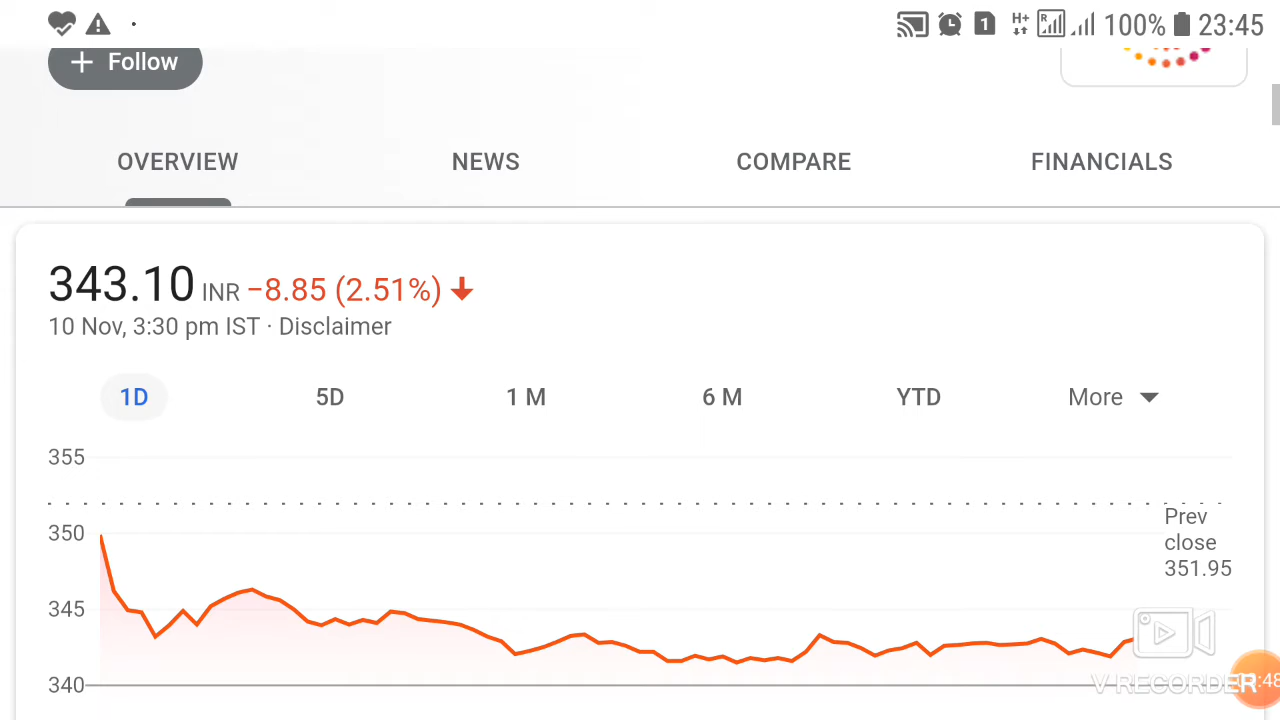 1 H+ R 100% 23:45
+ Follow
OVERVIEW NEWS COMPARE FINANCIALS
343.10 INR −8.85 (2.51%)
10 Nov, 3:30 pm IST · Disclaimer
1D 5D 1 M 6 M YTD More
355
350
Prev
close
351.95
345
340
V RECORDER